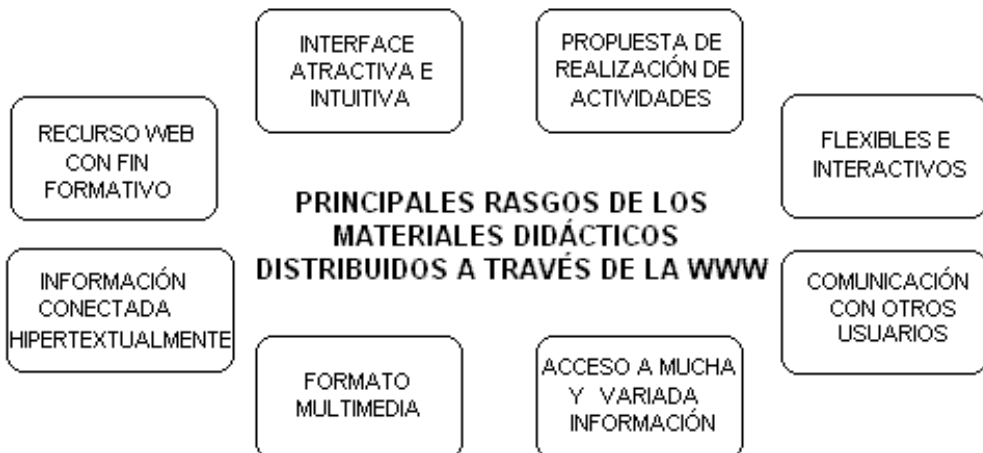 INTERFACE
ATRACTIVA E
INTUITIVA
PROPUESTA DE
REALIZACIÓN DE
ACTIVIDADES
RECURSO WEB
CON FIN
FORMATIVO
FLEXIBLES E
INTERACTIVOS
PRINCIPALES RASGOS DE LOS
MATERIALES DIDÁCTICOS
DISTRIBUIDOS A TRAVÉS DE LA WWW
INFORMACIÓN
CONECTADA
HIPERTEXTUALMENTE
COMUNICACIÓN
CON OTROS
USUARIOS
FORMATO
MULTIMEDIA
ACCESO A MUCHA
Y VARIADA
INFORMACIÓN